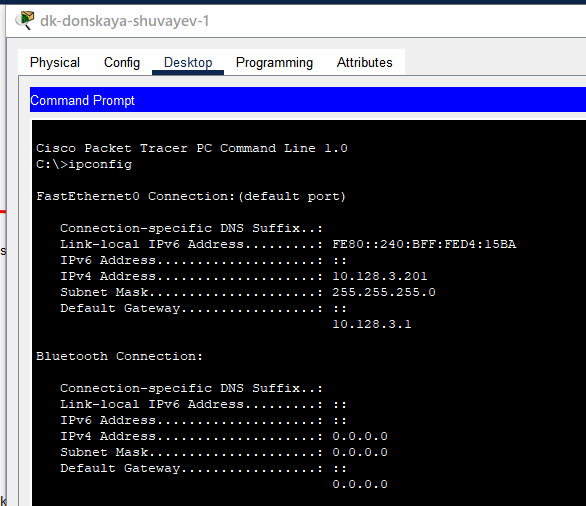 dk-donskaya-shuvayev-1
Physical Config Desktop Programming Attributes
Command Prompt
Cisco Packet Tracer PC Command Line 1.0
C:\>ipconfig
FastEthernet0 Connection:(default port)
Connection-specific DNS Suffix..:
Link-local IPv6 Address.........: FE80::240:BFF:FED4:15BA
IPv6 Address....................: ::
IPv4 Address....................: 10.128.3.201
Subnet Mask.....................: 255.255.255.0
Default Gateway.................: ::
10.128.3.1
Bluetooth Connection:
Connection-specific DNS Suffix..:
Link-local IPv6 Address.........: ::
IPv6 Address....................: ::
IPv4 Address....................: 0.0.0.0
Subnet Mask.....................: 0.0.0.0
Default Gateway.................: ::
0.0.0.0